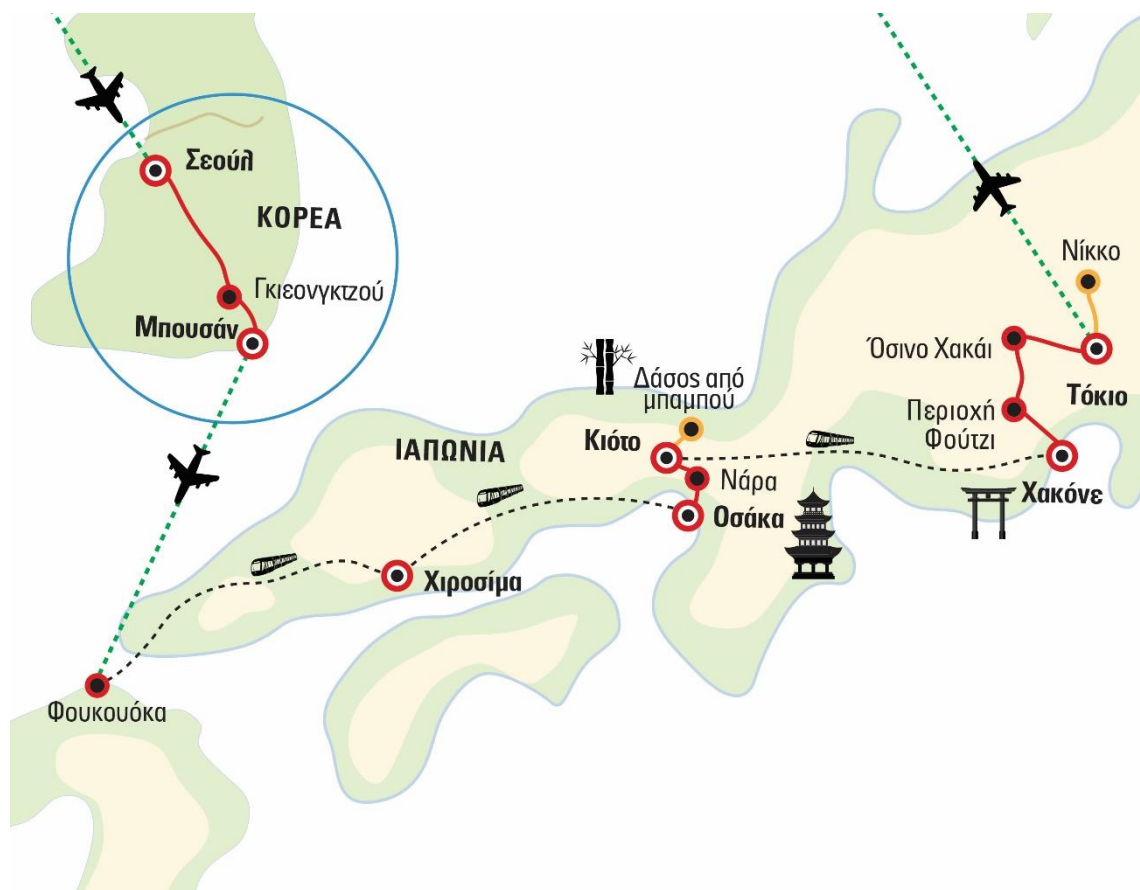 Σεούλ
ΚΟΡΕΑ
Γκιεονγκτζού
Μπουσάν
Νίκκο
Όσινο Χακάι
Τόκιο
Περιοχή
Φούτζι
Χακόνε
Δάσος από
μπαμπού
Κιότο
ΙΑΠΩΝΙΑ
Νάρα
Οσάκα
Χιροσίμα
Φουκουόκα